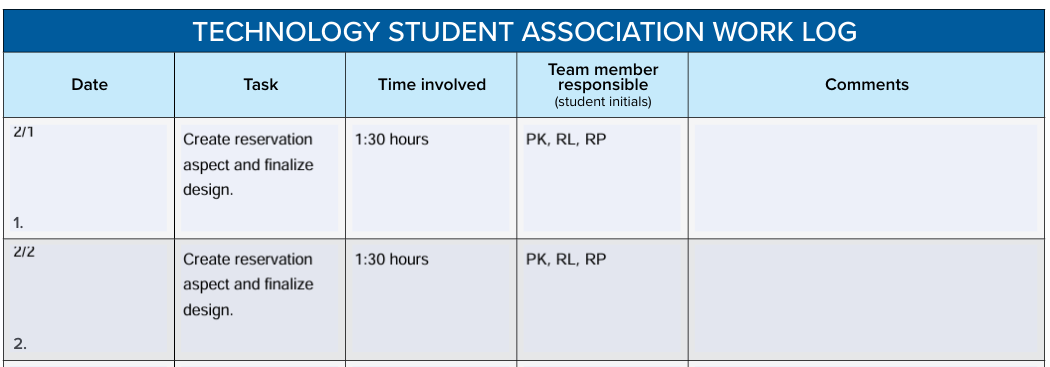 TECHNOLOGY STUDENT ASSOCIATION WORK LOG
Date
Task
Time involved
Team member
responsible
(student initials)
Comments
2/1
1.
Create reservation
aspect and finalize
design.
1:30 hours
PK, RL, RP
2/2
2.
Create reservation
aspect and finalize
design.
1:30 hours
PK, RL, RP